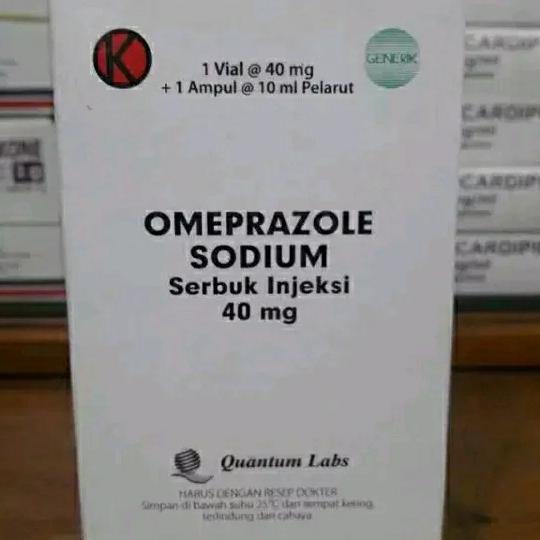 K
GENERIK
1 Vial @ 40 mg
+ 1 Ampul @ 10 ml Pelarut
OMEPRAZOLE
SODIUM
Serbuk Injeksi
40 mg
Quantum Labs
HARUS DENGAN RESEP DOKTER
Simpan di bawah suhu 25°C dan tempat kering,
terlindung dari cahaya
CARDIP
CARDIP
CARDIP
CARDIP